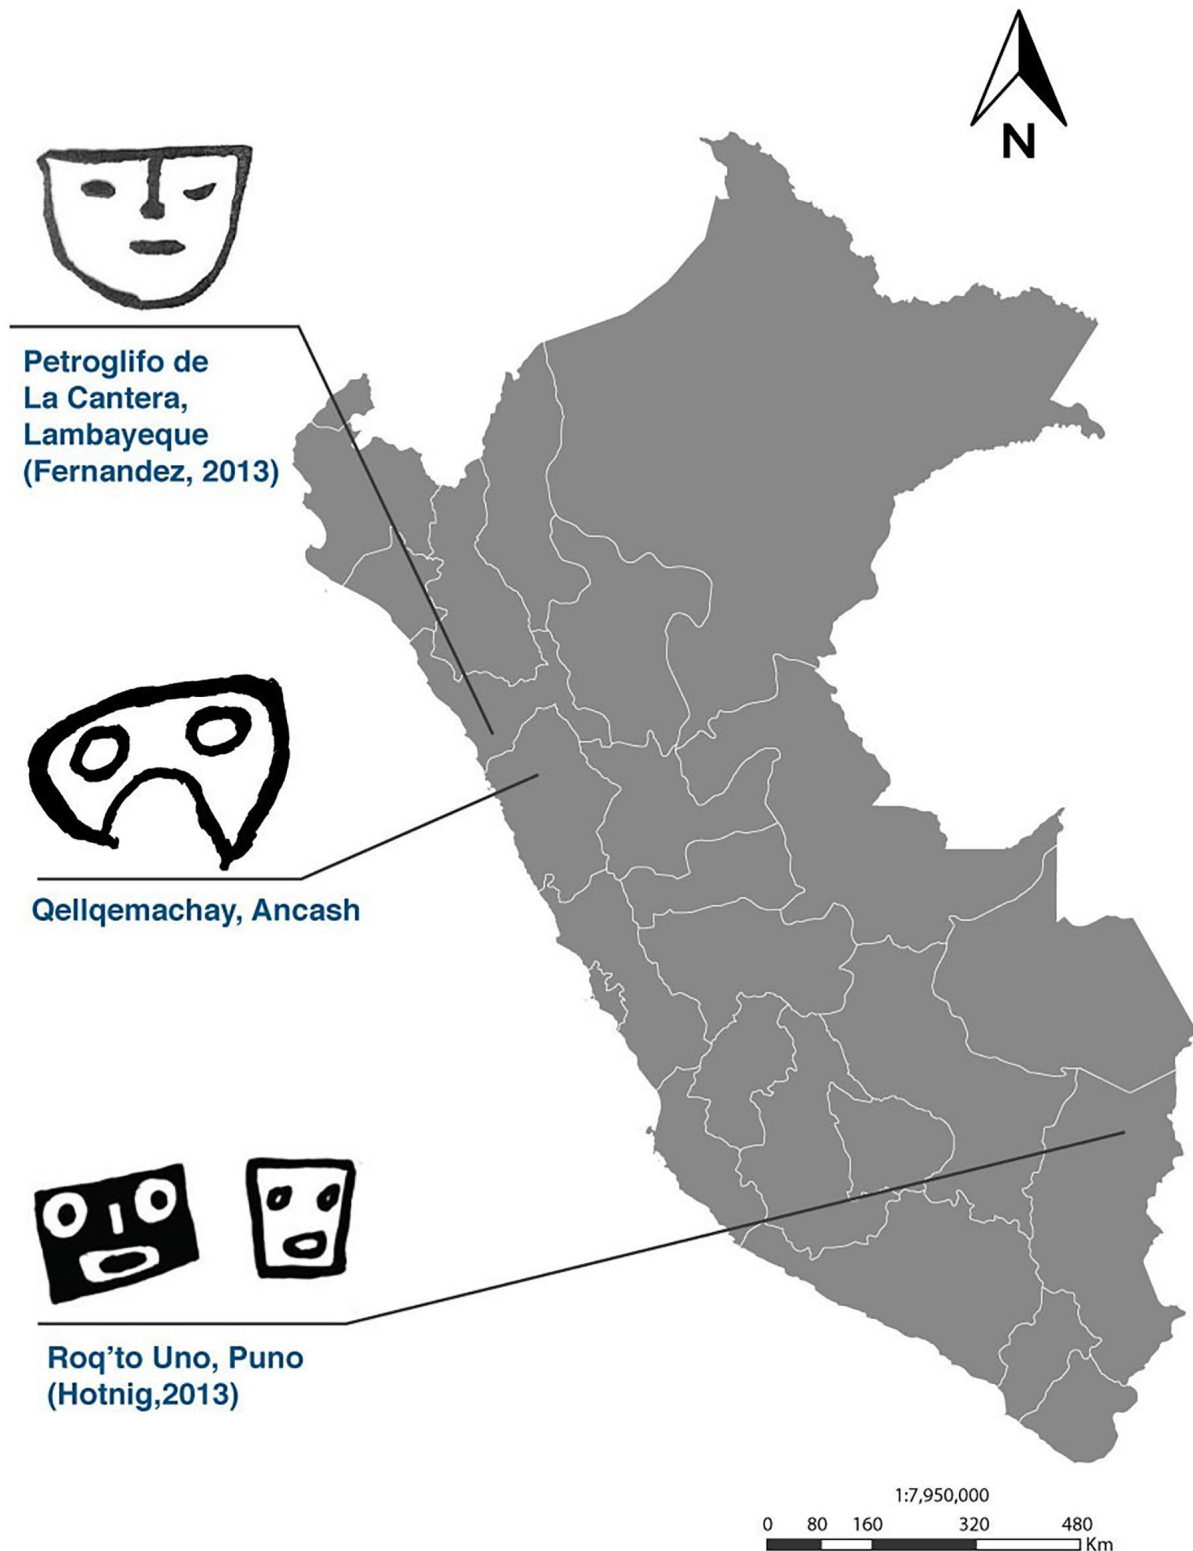 N
Petroglifo de
La Cantera,
Lambayeque
(Fernandez, 2013)
Qellqemachay, Ancash
Roq’to Uno, Puno
(Hotnig,2013)
1:7,950,000
0 80 160 320 480
Km